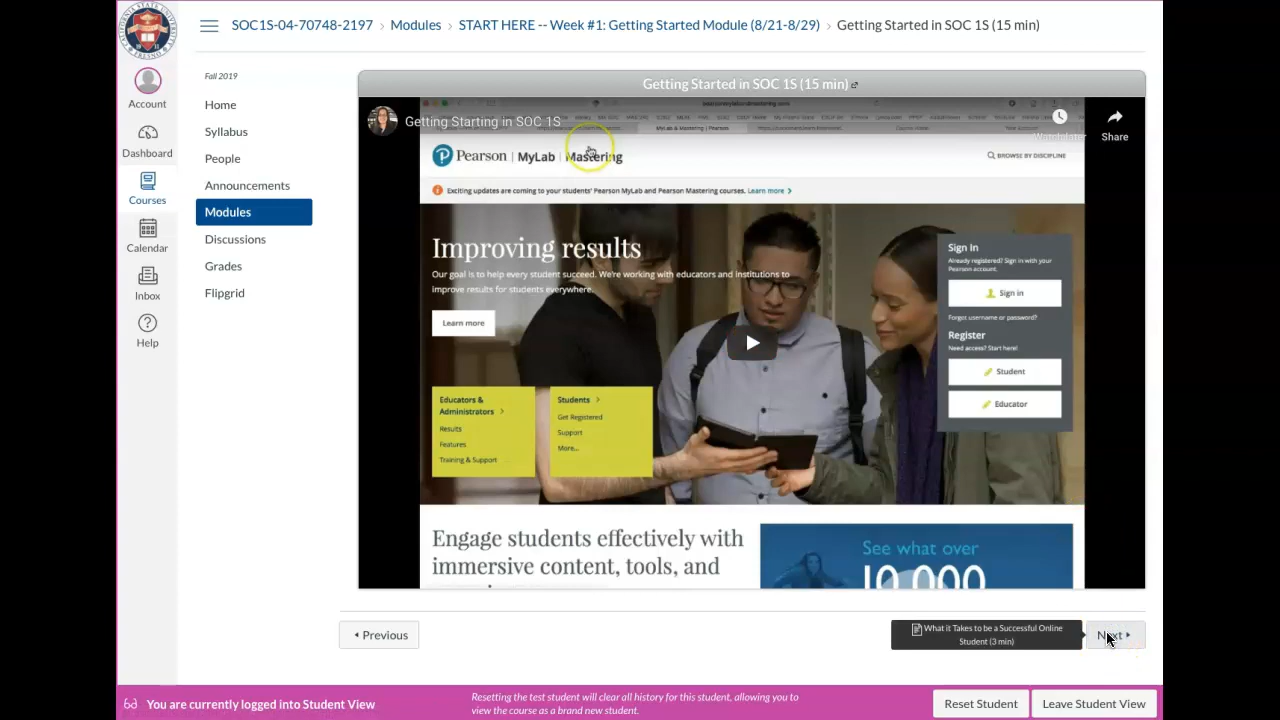 SOC1S-04-70748-2197 › Modules › START HERE -- Week #1: Getting Started Module (8/21-8/29) › Getting Started in SOC 1S (15 min)
Account
Dashboard
Courses
Calendar
Inbox
Help
Fall 2019
Home
Syllabus
People
Announcements
Modules
Discussions
Grades
Flipgrid
Getting Started in SOC 1S (15 min)
Getting Starting in SOC 1S
MyLab & Mastering | Pearson
Watch later
Share
Pearson | MyLab | Mastering
BROWSE BY DISCIPLINE
Exciting updates are coming to your students' Pearson MyLab and Pearson Mastering courses. Learn more
Improving results
Our goal is to help every student succeed. We're working with educators and institutions to
improve results for students everywhere.
Learn more
Educators &
Administrators
Results
Features
Training & Support
Students
Get Registered
Support
More...
Sign In
Already registered? Sign in with your
Pearson account.
Sign in
Forgot username or password?
Register
Need access? Start here!
Student
Educator
Engage students effectively with
immersive content, tools, and
See what over
10,000
Previous
What it Takes to be a Successful Online
Student (3 min)
Next
You are currently logged into Student View
Resetting the test student will clear all history for this student, allowing you to
view the course as a brand new student.
Reset Student
Leave Student View